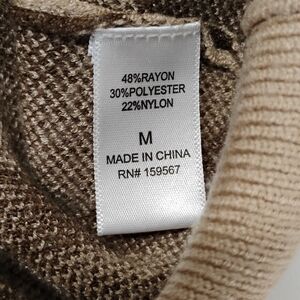 48%RAYON
30%POLYESTER
22%NYLON
M
MADE IN CHINA
RN# 159567